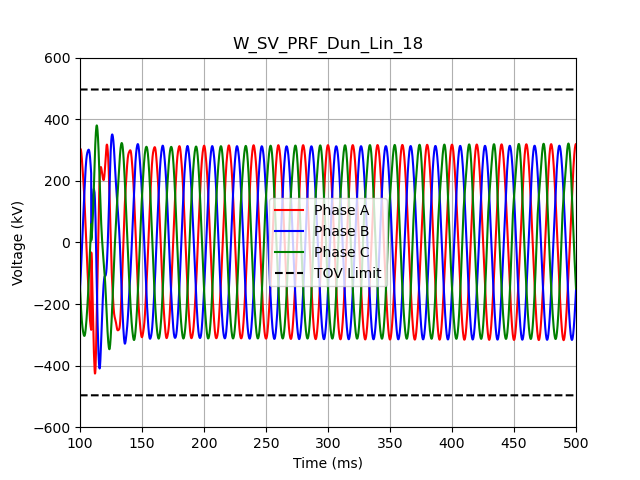 W_SV_PRF_Dun_Lin_18
Voltage (kV)
600
400
200
0
−200
−400
−600
Phase A
Phase B
Phase C
TOV Limit
100 150 200 250 300 350 400 450 500
Time (ms)